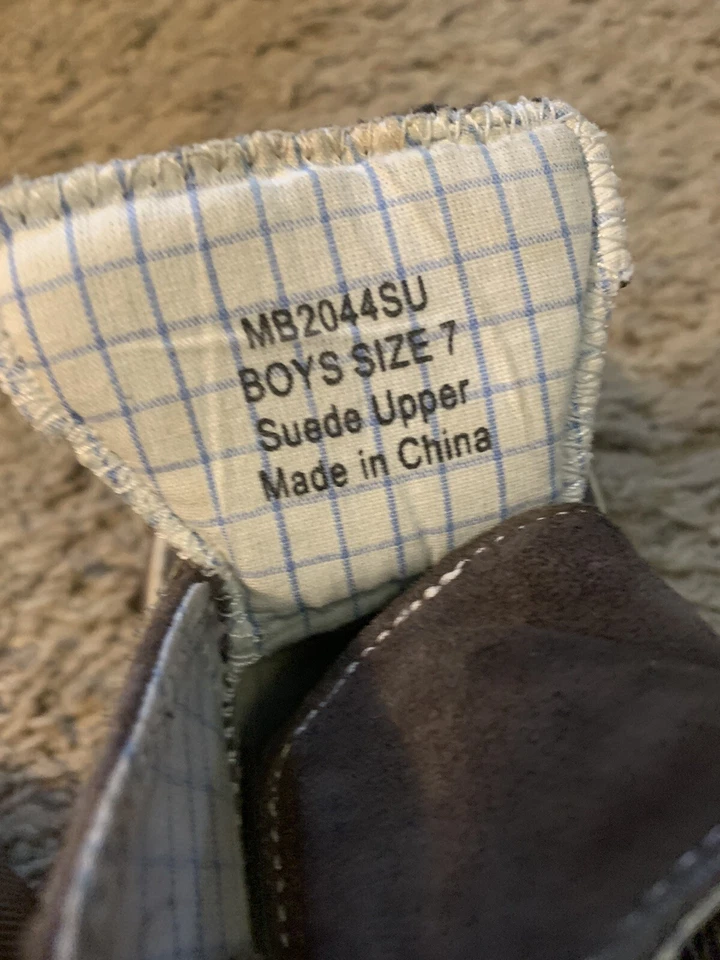 MB2044SU
BOYS SIZE 7
Suede Upper
Made in China